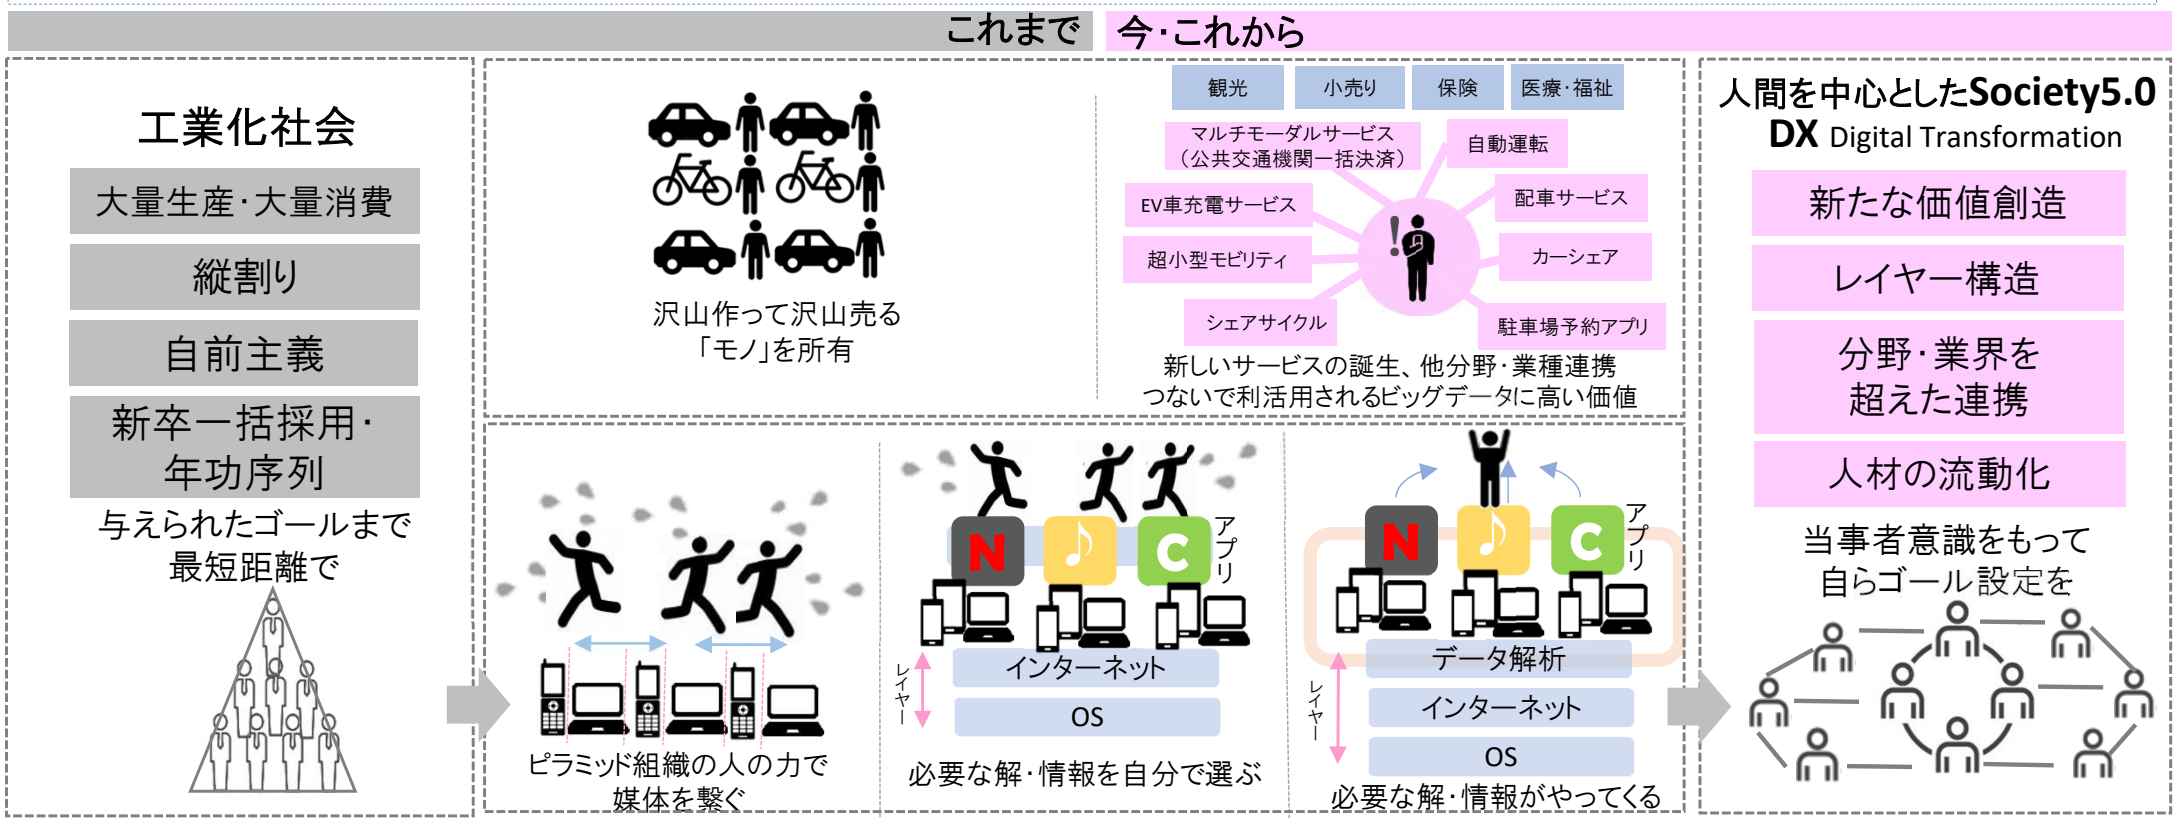 これまで
今・これから
工業化社会
大量生産・大量消費
縦割り
自前主義
新卒一括採用・
年功序列
与えられたゴールまで
最短距離で
沢山作って沢山売る
「モノ」を所有
観光
小売り
保険
医療・福祉
マルチモーダルサービス
（公共交通機関一括決済）
自動運転
EV車充電サービス
配車サービス
超小型モビリティ
カーシェア
シェアサイクル
駐車場予約アプリ
!
新しいサービスの誕生、他分野・業種連携
つないで利活用されるビッグデータに高い価値
ピラミッド組織の人の力で
媒体を繋ぐ
N
♪
C
アプリ
レイヤー
インターネット
OS
必要な解・情報を自分で選ぶ
N
♪
C
アプリ
レイヤー
データ解析
インターネット
OS
必要な解・情報がやってくる
人間を中心としたSociety5.0
DX Digital Transformation
新たな価値創造
レイヤー構造
分野・業界を
超えた連携
人材の流動化
当事者意識をもって
自らゴール設定を